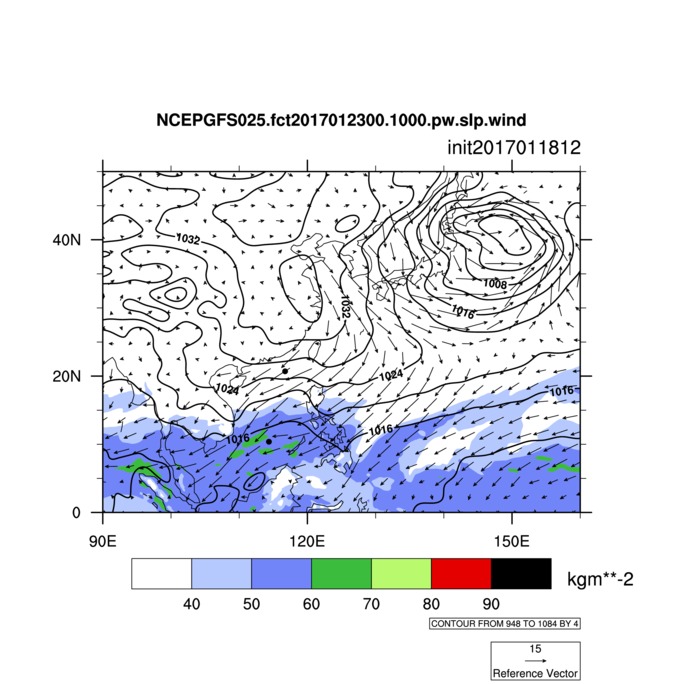 NCEPGFS025.fct2017012300.1000.pw.slp.wind
init2017011812
40N
20N
0
1032
1032
1008
1016
1024
1024
1016
1016
1016
90E 120E 150E
40 50 60 70 80 90
kgm**-2
CONTOUR FROM 948 TO 1084 BY 4
15
Reference Vector